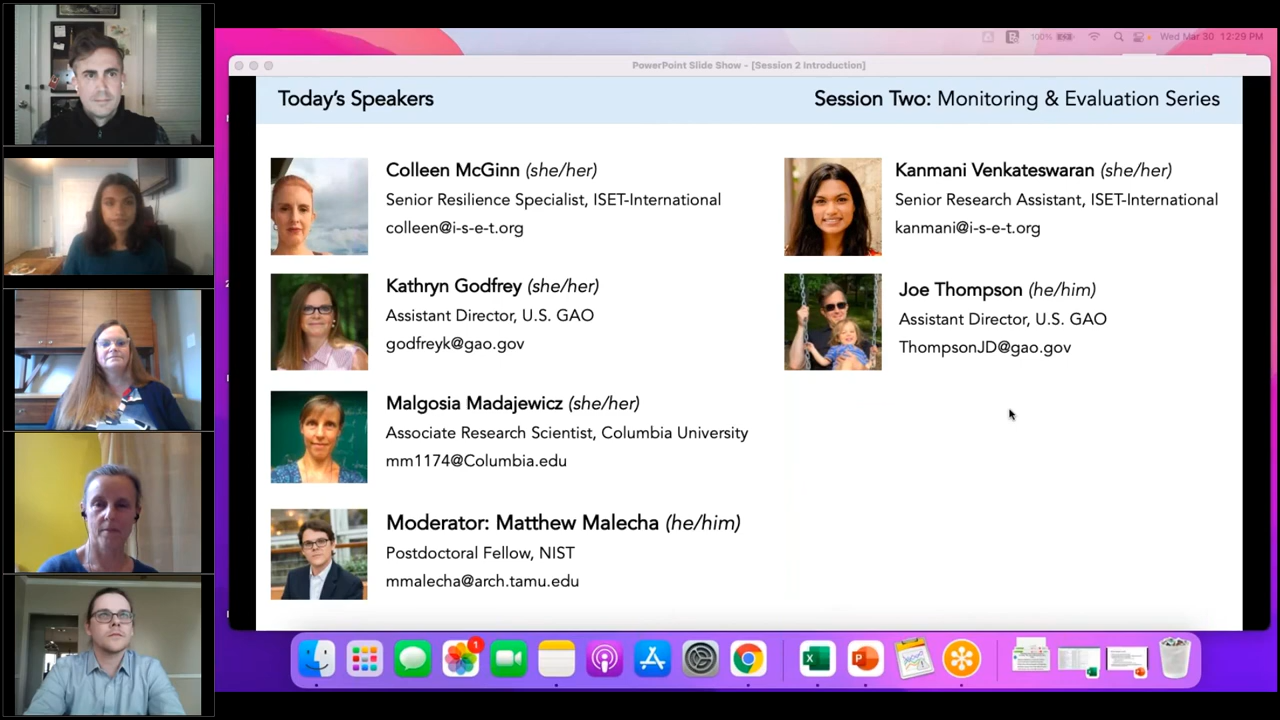 100%
Wed Mar 30 12:29 PM
PowerPoint Slide Show - [Session 2 Introduction]
Today's Speakers
Session Two: Monitoring & Evaluation Series
Colleen McGinn (she/her)
Senior Resilience Specialist, ISET-International
colleen@i-s-e-t.org
Kanmani Venkateswaran (she/her)
Senior Research Assistant, ISET-International
kanmani@i-s-e-t.org
Kathryn Godfrey (she/her)
Assistant Director, U.S. GAO
godfreyk@gao.gov
Joe Thompson (he/him)
Assistant Director, U.S. GAO
ThompsonJD@gao.gov
Malgosia Madajewicz (she/her)
Associate Research Scientist, Columbia University
mm1174@Columbia.edu
Moderator: Matthew Malecha (he/him)
Postdoctoral Fellow, NIST
mmalecha@arch.tamu.edu
1